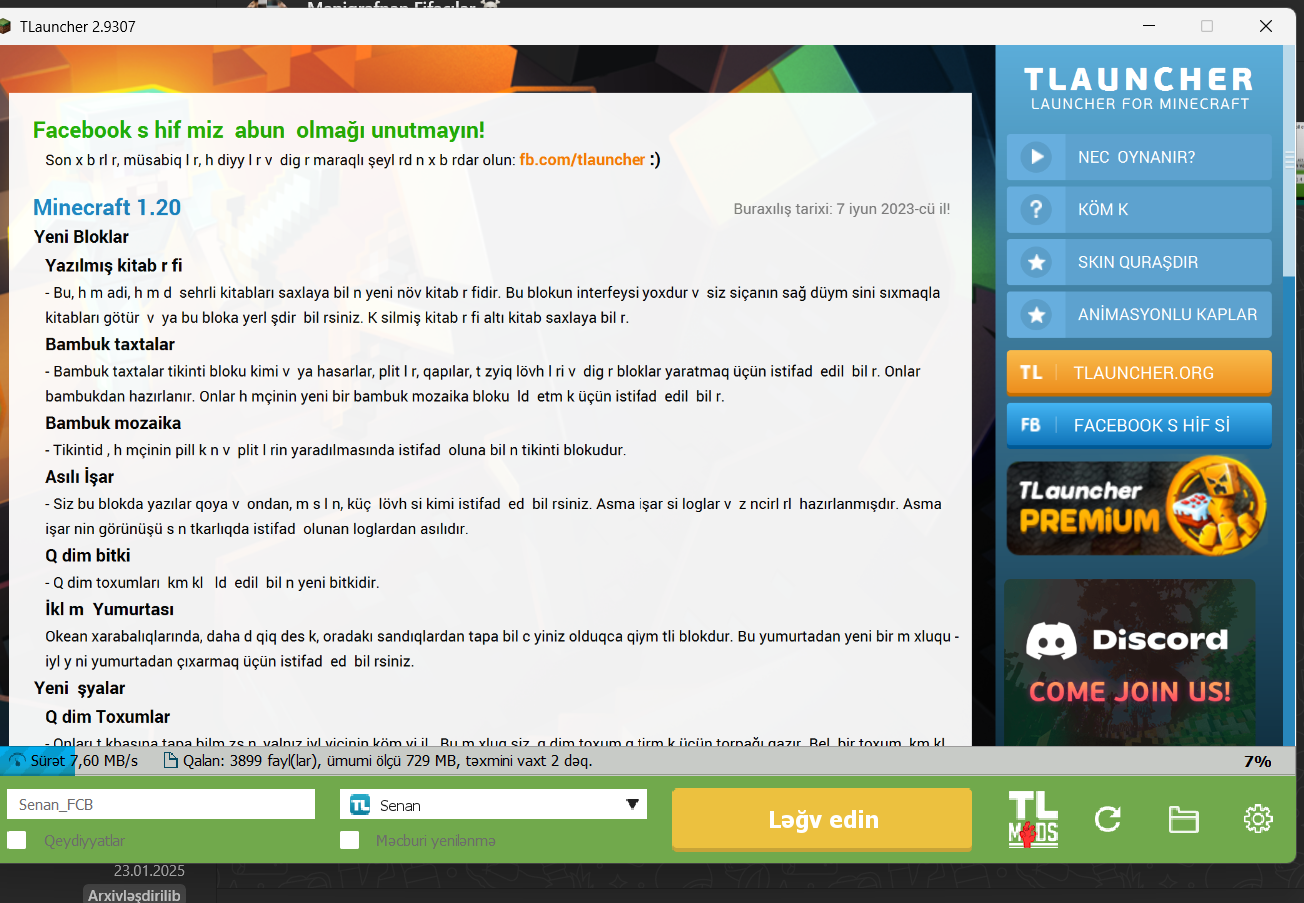 TLauncher 2.9307
Facebook s hif miz abun olmağı unutmayın!
Son x b rl r, müsabiq l r, h diyy l r v dig r maraqlı şeyl rd n x b rdar olun: fb.com/tlauncher :)
Minecraft 1.20
Buraxılış tarixi: 7 iyun 2023-cü il!
Yeni Bloklar
Yazılmış kitab r fi
- Bu, h m adi, h m d sehrli kitabları saxlaya bil n yeni növ kitab r fidir. Bu blokun interfeysi yoxdur v siz siçanın sağ düym sini sıxmaqla
kitabları götür v ya bu bloka yerl şdir bil rsiniz. K silmiş kitab r fi altı kitab saxlaya bil r.
Bambuk taxtalar
- Bambuk taxtalar tikinti bloku kimi v ya hasarlar, plit l r, qapılar, t zyiq lövh l ri v dig r bloklar yaratmaq üçün istifad edil bil r. Onlar
bambukdan hazırlanır. Onlar h mçinin yeni bir bambuk mozaika bloku ld etm k üçün istifad edil bil r.
Bambuk mozaika
- Tikintid , h mçinin pill k n v plit l rin yaradılmasında istifad oluna bil n tikinti blokudur.
Asılı İşar
- Siz bu blokda yazılar qoya v ondan, m s l n, küç lövh si kimi istifad ed bil rsiniz. Asma işar si loglar v z ncirl rl hazırlanmışdır. Asma
işar nin görünüşü s n tkarlıqda istifad olunan loglardan asılıdır.
Q dim bitki
- Q dim toxumları km kl ld edil bil n yeni bitkidir.
İkl m Yumurtası
Okean xarabalıqlarında, daha d qiq des k, oradakı sandıqlardan tapa bil c yiniz olduqca qiym tli blokdur. Bu yumurtadan yeni bir m xluqu -
iyl y ni yumurtadan çıxarmaq üçün istifad ed bil rsiniz.
Yeni şyalar
Q dim Toxumlar
TLAUNCHER
LAUNCHER FOR MINECRAFT
NEC OYNANIR?
KÖM K
SKIN QURAŞDIR
ANİMASYONLU KAPLAR
TL TLAUNCHER.ORG
FB FACEBOOK S HİF Sİ
TLauncher
PREMiUM
Discord
COME JOIN US!
Sürət 7,60 MB/s Qalan: 3899 fayl(lar), ümumi ölçü 729 MB, təxmini vaxt 2 dəq. 7%
Senan_FCB
TL Senan
Ləğv edin
TL
MODS
Qeydiyyatlar
Məcburi yenilənmə
23.01.2025
Arxivləşdirilib